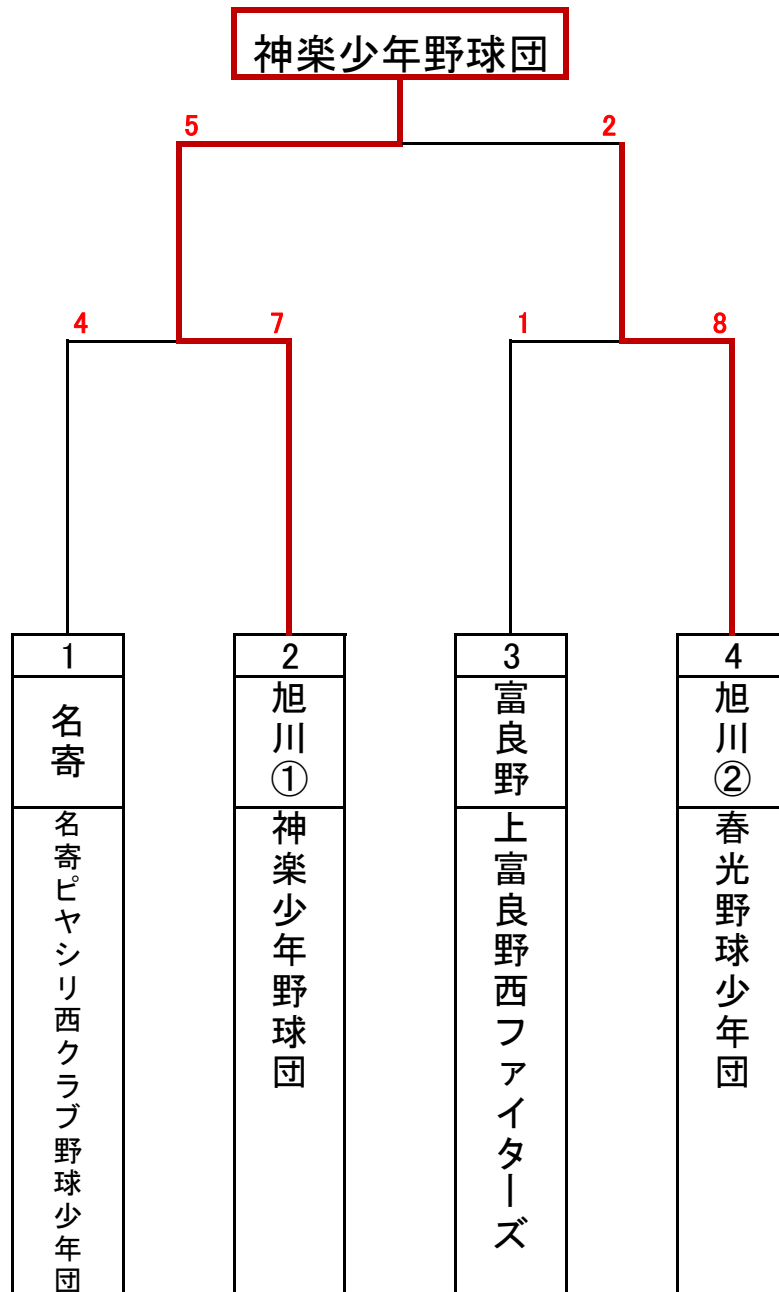 神楽少年野球団
5
2
4
7
1
8
1
2
3
4
名寄
旭川①
富良野
旭川②
名寄ピヤシリ西クラブ野球少年団
神楽少年野球団
上富良野西ファイターズ
春光野球少年団